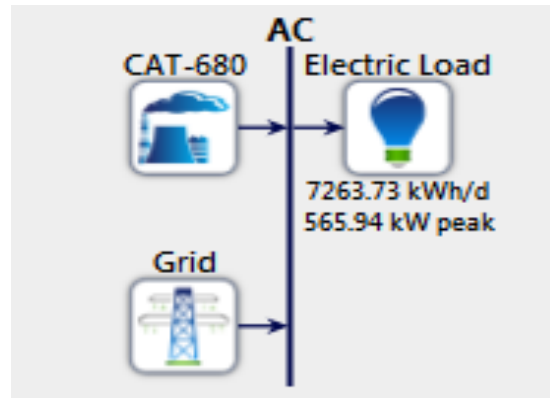 AC
CAT-680
Electric Load
7263.73 kWh/d
565.94 kW peak
Grid